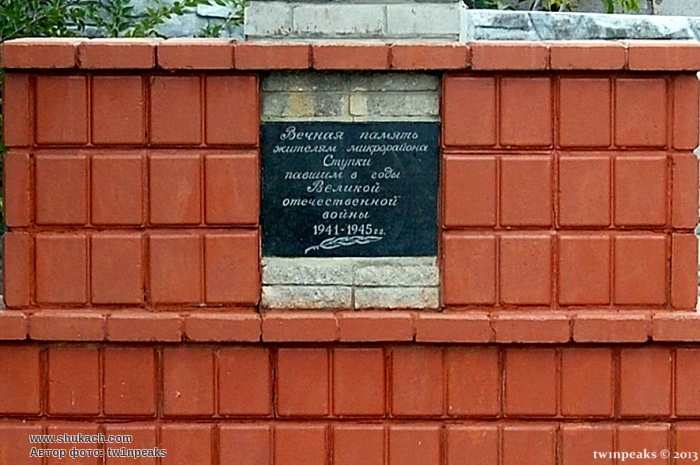 Вечная память
жителям микрорайона
Ступки
павшим в годы
Великой
отечественной
войны
1941-1945г.г.
www.shukach.com
Автор фото: tw1npeaks
tw1npeaks © 2013